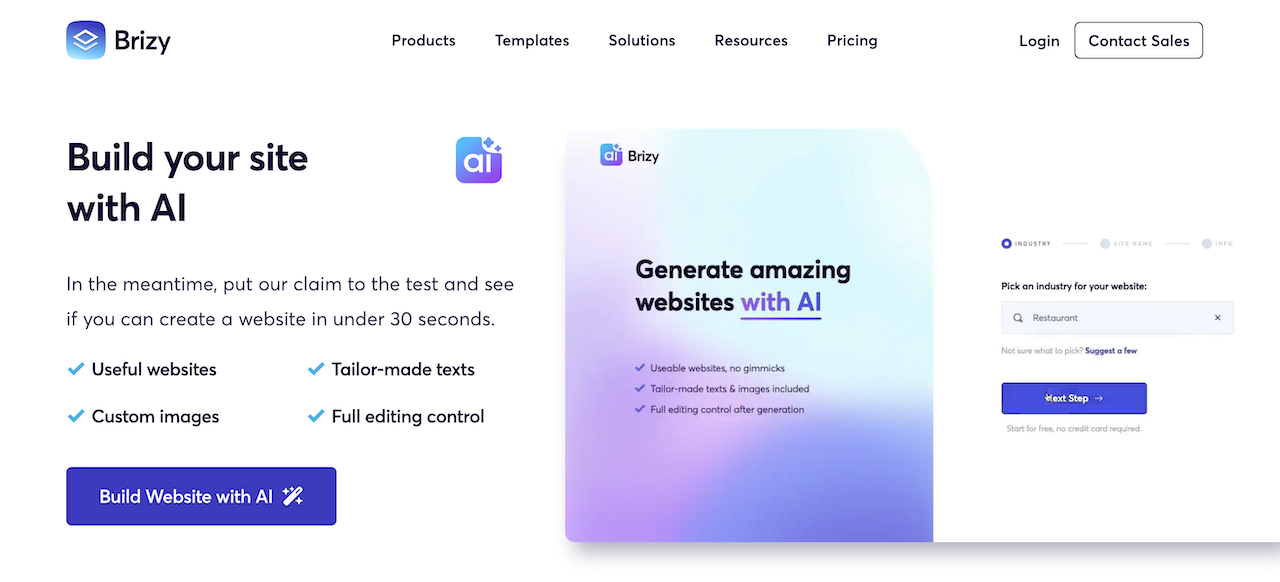 Brizy
Products Templates Solutions Resources Pricing
Login Contact Sales
Build your site
with AI
ai
In the meantime, put our claim to the test and see
if you can create a website in under 30 seconds.
Useful websites
Tailor-made texts
Custom images
Full editing control
Build Website with AI
ai Brizy
Generate amazing
websites with AI
Useable websites, no gimmicks
Tailor-made texts & images included
Full editing control after generation
INDUSTRY SITE NAME INFO
Pick an industry for your website:
Restaurant
Not sure what to pick? Suggest a few
Next Step →
Start for free, no credit card required.